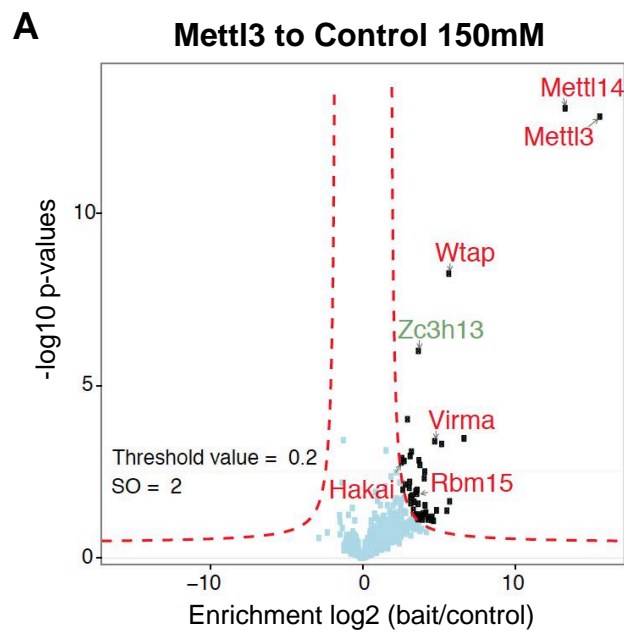 A
Mettl3 to Control 150mM
Mettl14
Mettl3
10
Wtap
Zc3h13
-log10 p-values
5
Virma
Threshold value = 0.2
SO = 2
Hakai
Rbm15
0
−10
0
10
Enrichment log2 (bait/control)